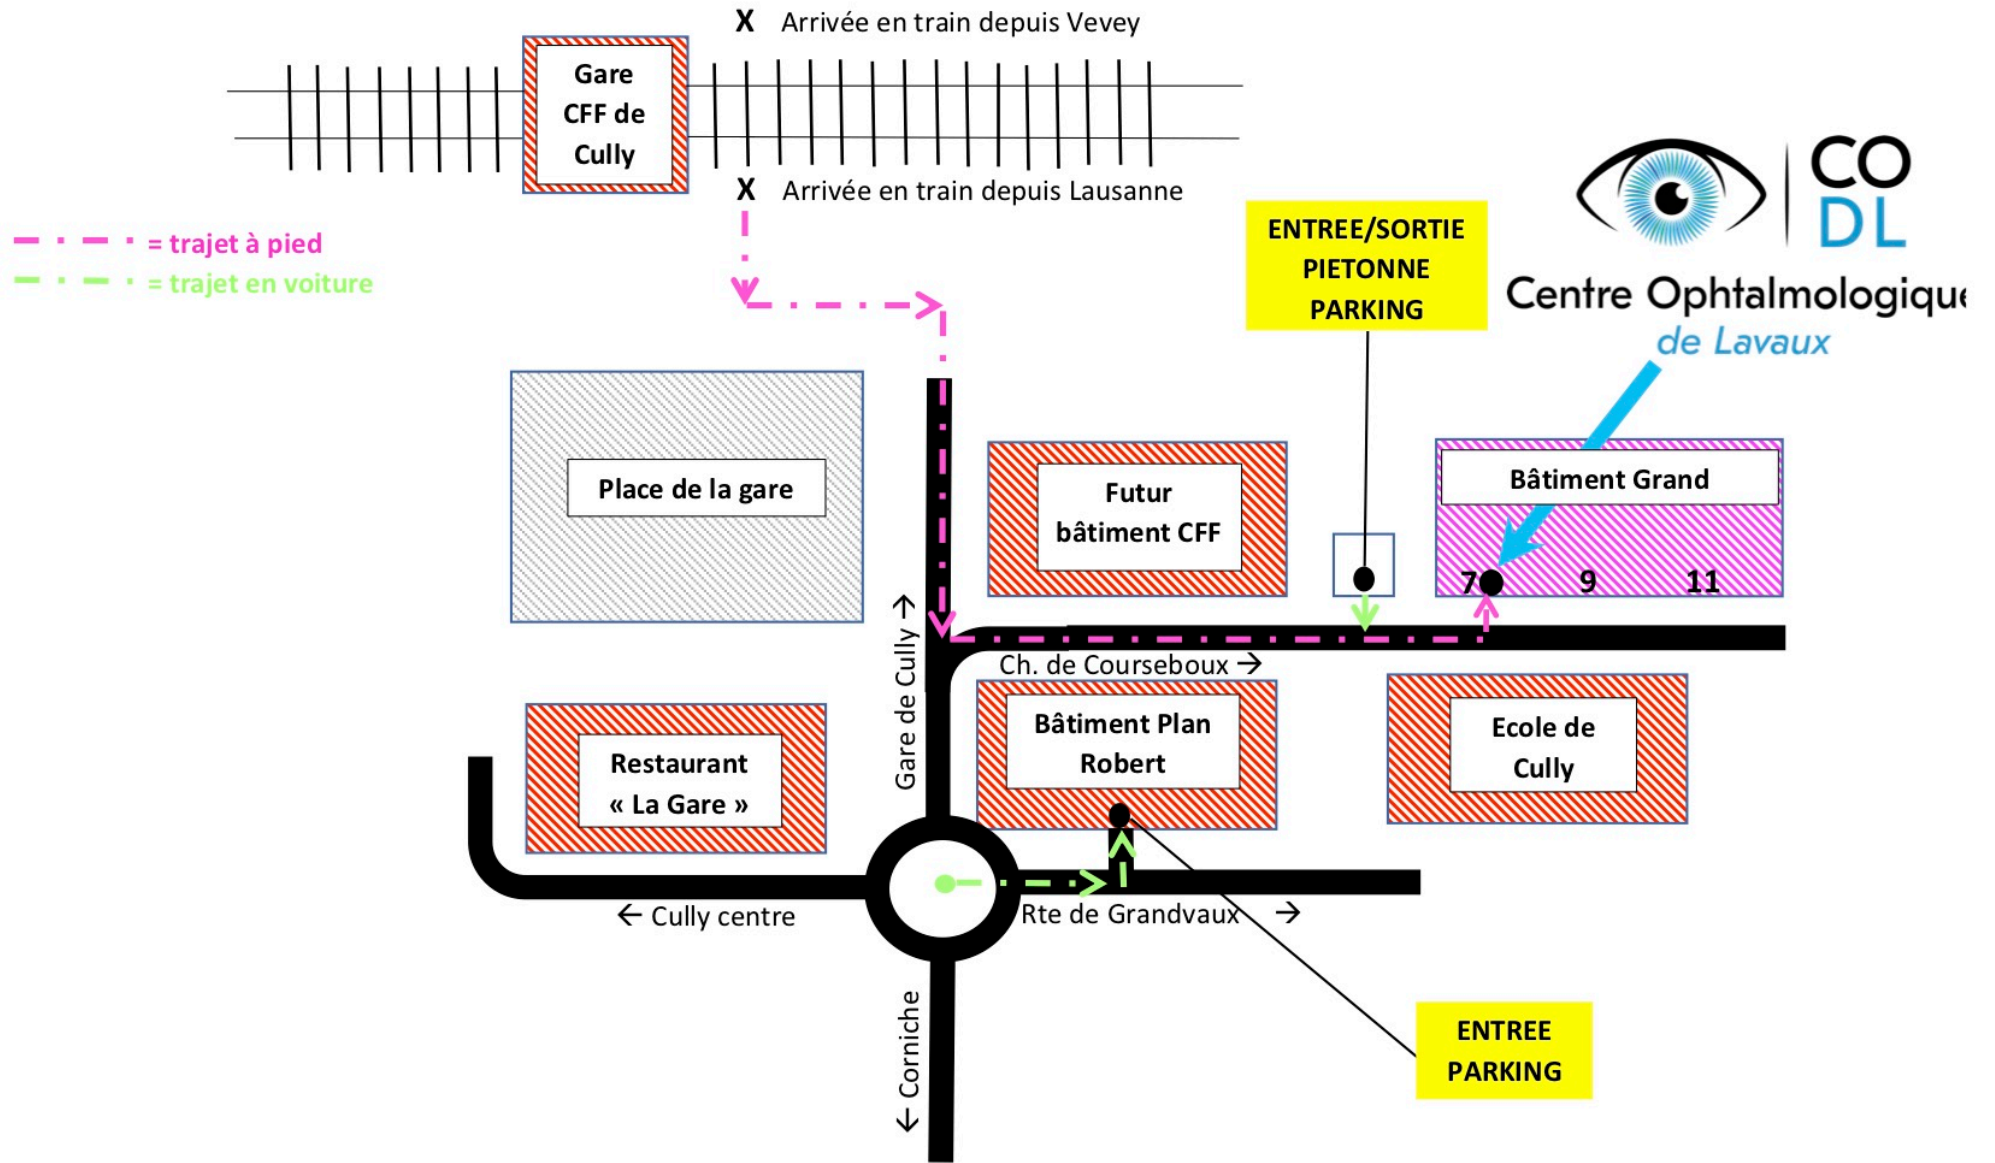 X Arrivée en train depuis Vevey
Gare
CFF de
Cully
X Arrivée en train depuis Lausanne
= trajet à pied
= trajet en voiture
ENTREE/SORTIE
PIETONNE
PARKING
CO
DL
Centre Ophtalmologique
de Lavaux
Place de la gare
Futur
bâtiment CFF
Bâtiment Grand
7 9 11
Gare de Cully →
Ch. de Courseboux →
Restaurant
« La Gare »
Bâtiment Plan
Robert
Ecole de
Cully
← Cully centre
Rte de Grandvaux →
← Corniche
ENTREE
PARKING